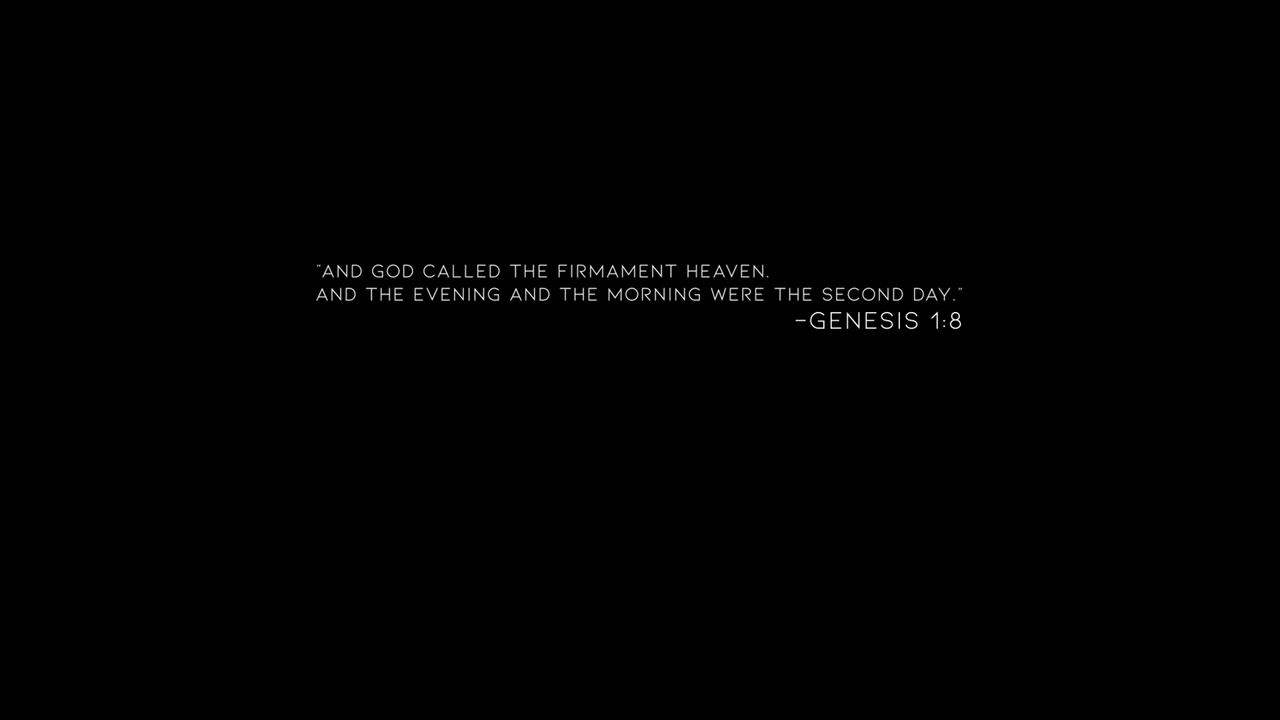 "AND GOD CALLED THE FIRMAMENT HEAVEN.
AND THE EVENING AND THE MORNING WERE THE SECOND DAY."
-GENESIS 1:8